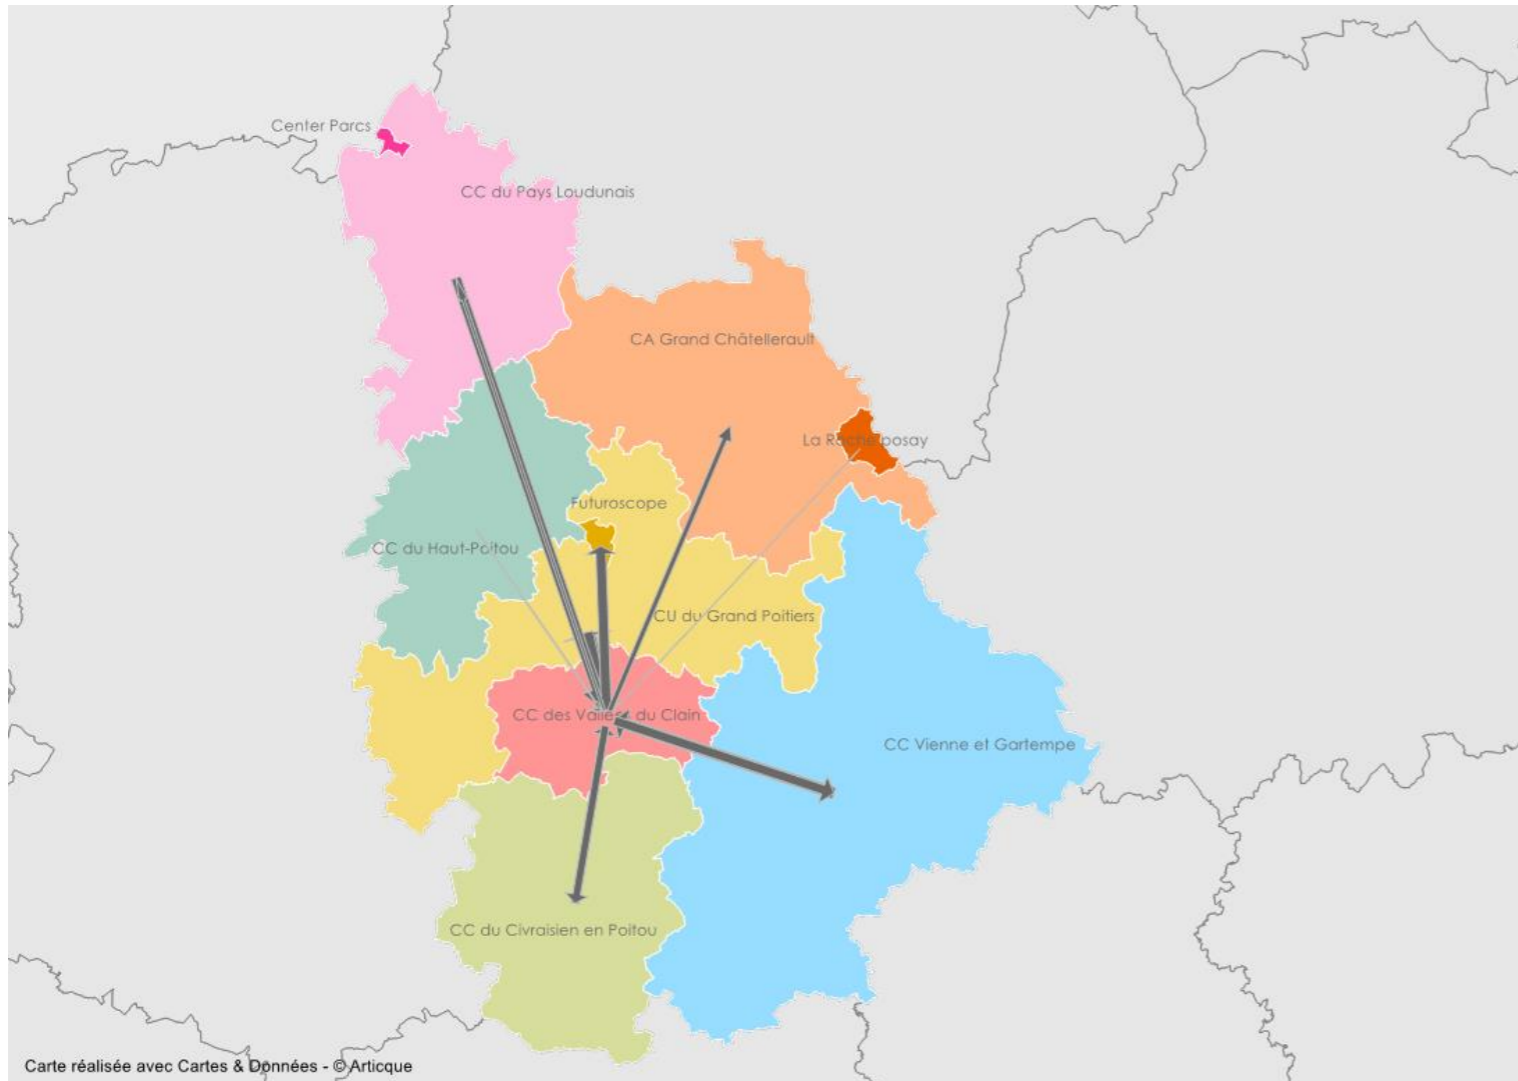 Center Parcs
CC du Pays Loudunais
CA Grand Châtellerault
La Roche posay
Futuroscope
CC du Haut-Poitou
CU du Grand Poitiers
CC des Vallées du Clain
CC Vienne et Gartempe
CC du Civraisien en Poitou
Carte réalisée avec Cartes & Données - © Articque